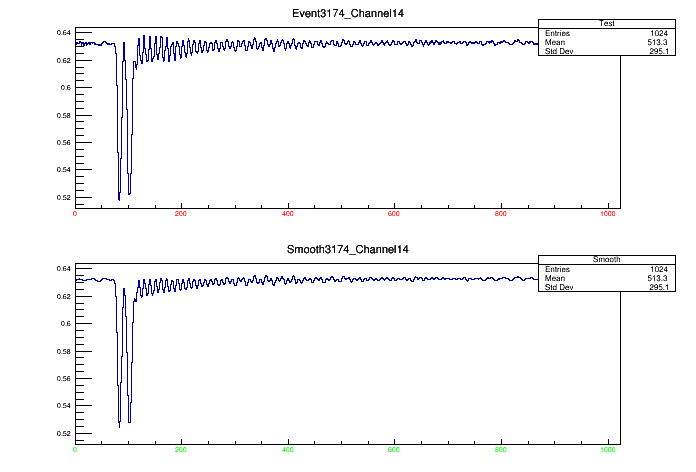 Event3174_Channel14
Test
Entries 1024
Mean 513.3
Std Dev 295.1
0.64
0.62
0.6
0.58
0.56
0.54
0.52
0 200 400 600 800 1000
Smooth3174_Channel14
Smooth
Entries 1024
Mean 513.3
Std Dev 295.1
0.64
0.62
0.6
0.58
0.56
0.54
0.52
0 200 400 600 800 1000